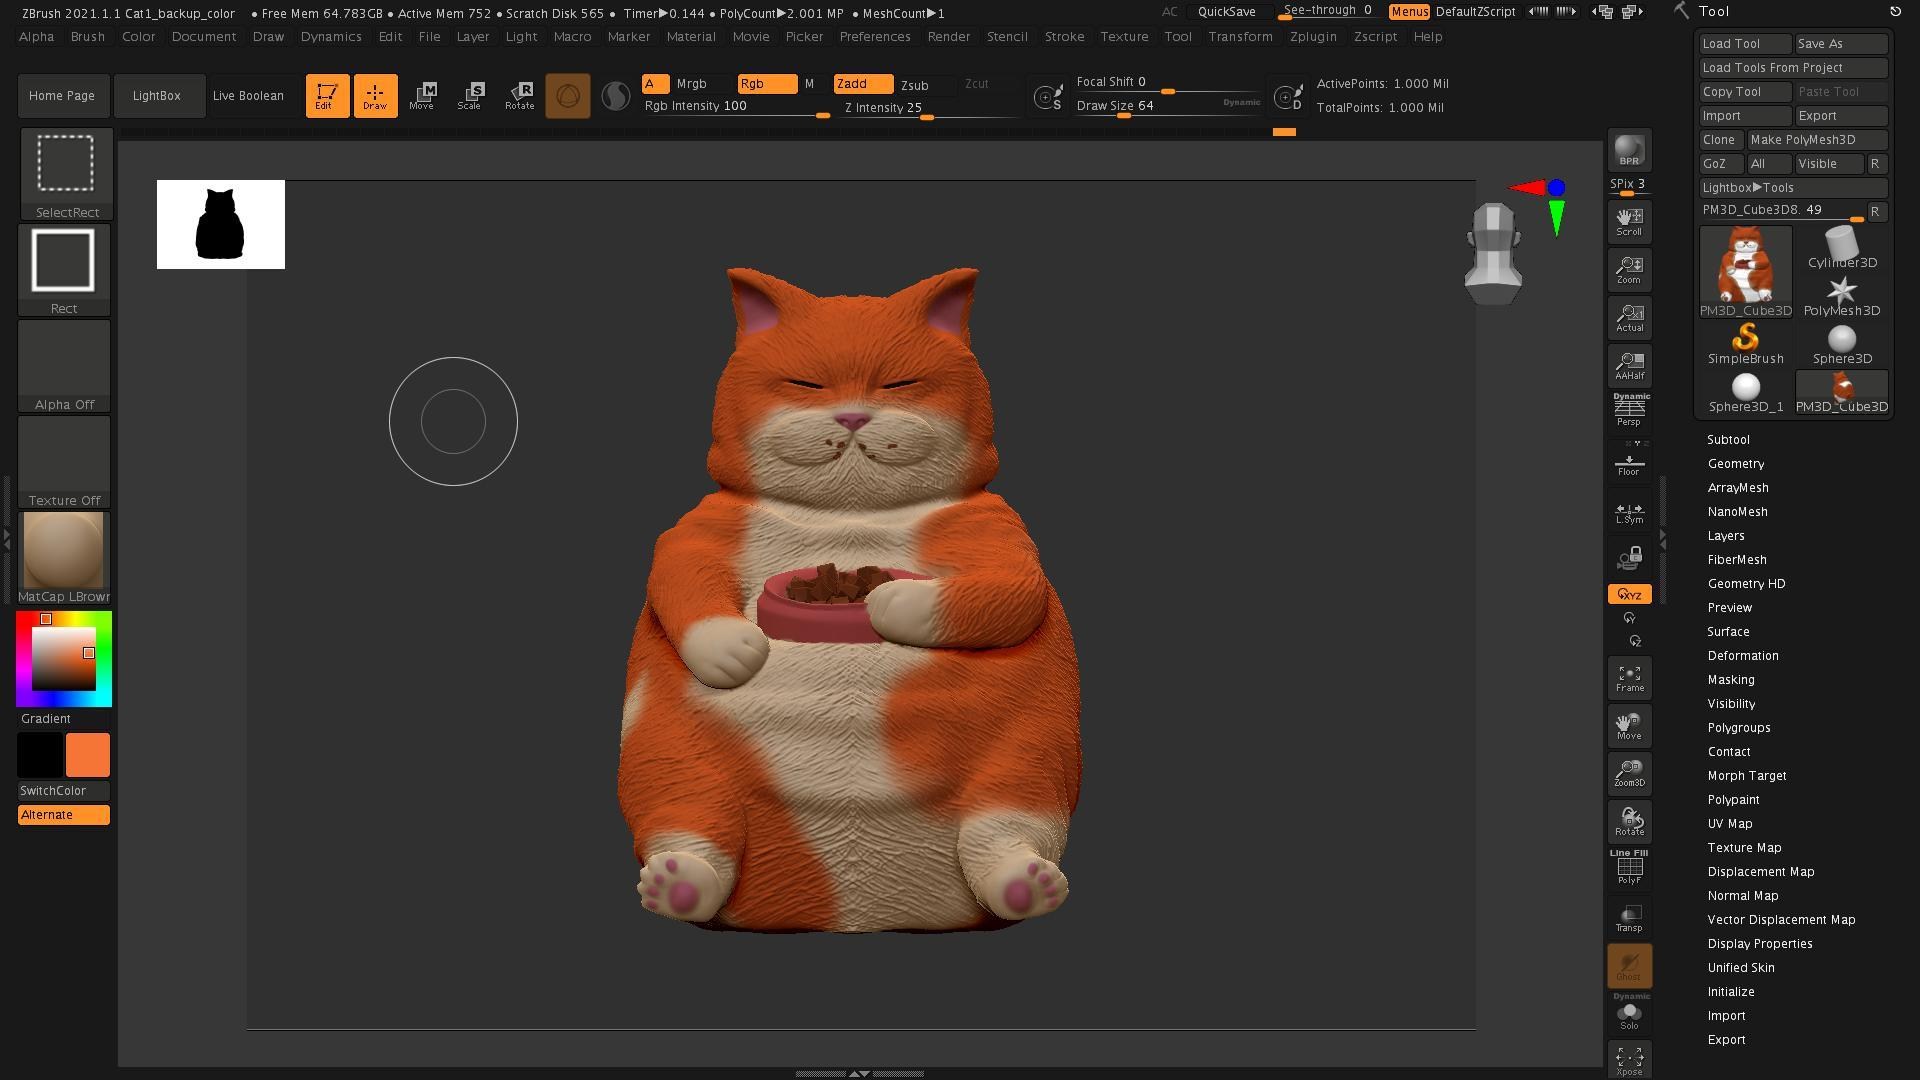 ZBrush 2021.1.1 Cat1_backup_color • Free Mem 64.783GB • Active Mem 752 • Scratch Disk 565 • Timer▶0.144 • PolyCount▶2.001 MP • MeshCount▶1 AC QuickSave See-through 0 Menus DefaultZScript Tool
Alpha Brush Color Document Draw Dynamics Edit File Layer Light Macro Marker Material Movie Picker Preferences Render Stencil Stroke Texture Tool Transform Zplugin Zscript Help
Home Page LightBox Live Boolean Edit Draw Move Scale Rotate
A Mrgb Rgb M Zadd Zsub Zcut
Rgb Intensity 100 Z Intensity 25
S Focal Shift 0
Draw Size 64 Dynamic
D ActivePoints: 1.000 Mil
TotalPoints: 1.000 Mil
SelectRect
Rect
Alpha Off
Texture Off
MatCap LBrown
Gradient
SwitchColor
Alternate
BPR
SPix 3
Scroll
Zoom
Actual
AAHalf
Dynamic
Persp
Floor
L.Sym
XYZ
Frame
Move
Zoom3D
Rotate
Line Fill
PolyF
Transp
Ghost
Dynamic
Solo
Xpose
Load Tool Save As
Load Tools From Project
Copy Tool Paste Tool
Import Export
Clone Make PolyMesh3D
GoZ All Visible R
Lightbox▶Tools
PM3D_Cube3D8. 49 R
Cylinder3D
PM3D_Cube3D PolyMesh3D
SimpleBrush Sphere3D
Sphere3D_1 PM3D_Cube3D
Subtool
Geometry
ArrayMesh
NanoMesh
Layers
FiberMesh
Geometry HD
Preview
Surface
Deformation
Masking
Visibility
Polygroups
Contact
Morph Target
Polypaint
UV Map
Texture Map
Displacement Map
Normal Map
Vector Displacement Map
Display Properties
Unified Skin
Initialize
Import
Export